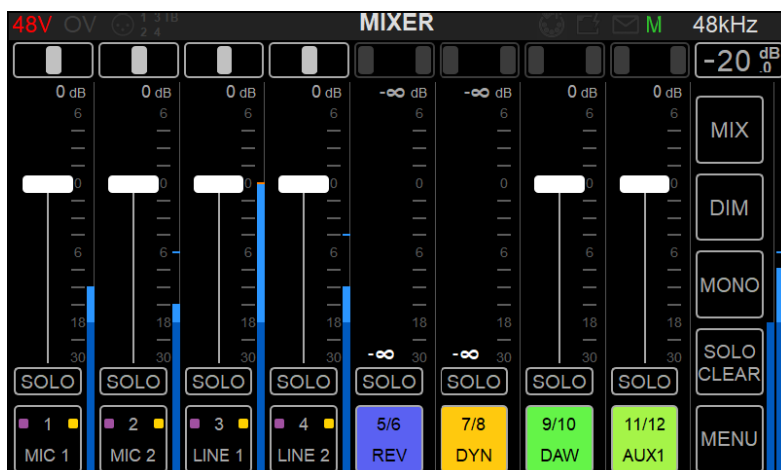 48V OV 1 3 TB MIXER M 48kHz
2 4
-20 dB
.0
0 dB 0 dB 0 dB 0 dB -∞ dB -∞ dB 0 dB 0 dB
6 6 6 6 6 6 6 6
MIX
0 0 0 0 0 0 0 0
DIM
6 6 6 6 6 6 6 6
MONO
18 18 18 18 18 18 18 18
30 30 30 30 -∞ 30 -∞ 30 30 30
SOLO CLEAR
SOLO SOLO SOLO SOLO SOLO SOLO SOLO SOLO
1 2 3 4 5/6 7/8 9/10 11/12
MIC 1 MIC 2 LINE 1 LINE 2 REV DYN DAW AUX1
MENU